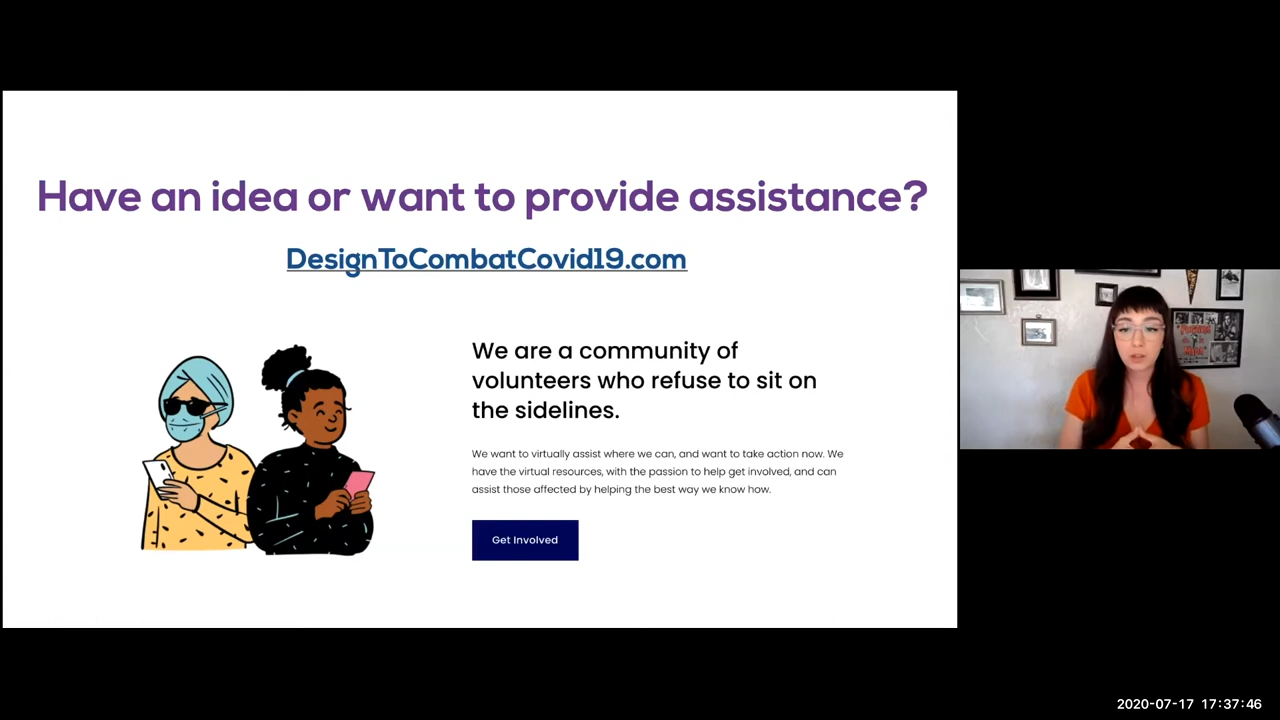 Have an idea or want to provide assistance?
DesignToCombatCovid19.com
We are a community of
volunteers who refuse to sit on
the sidelines.
We want to virtually assist where we can, and want to take action now. We
have the virtual resources, with the passion to help get involved, and can
assist those affected by helping the best way we know how.
Get Involved
2020-07-17 17:37:46